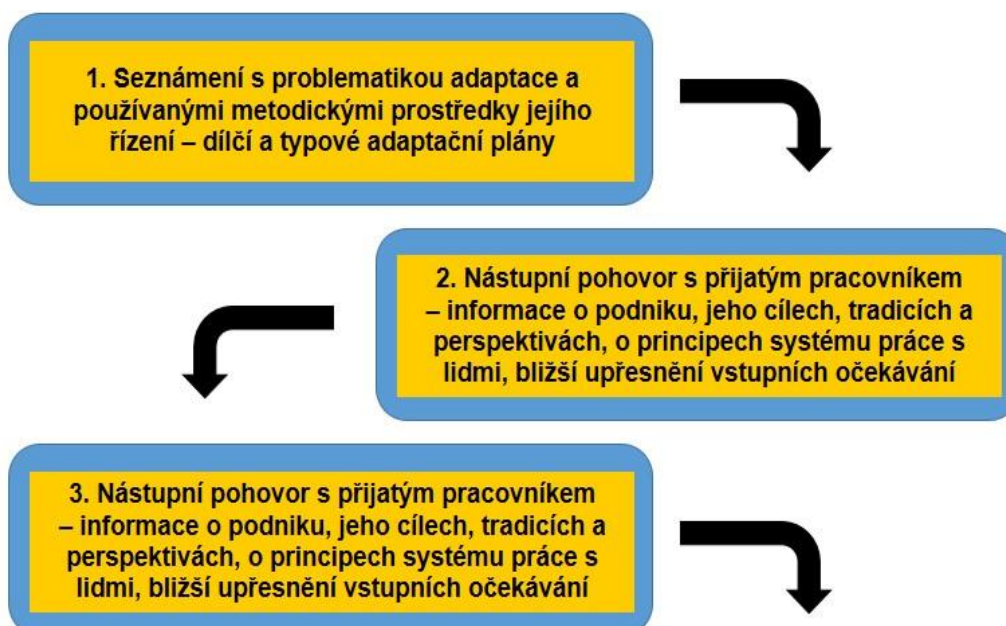 1. Seznámení s problematikou adaptace a
používanými metodickými prostředky jejího
řízení – dílčí a typové adaptační plány
2. Nástupní pohovor s přijatým pracovníkem
– informace o podniku, jeho cílech, tradicích a
perspektivách, o principech systému práce s
lidmi, bližší upřesnění vstupních očekávání
3. Nástupní pohovor s přijatým pracovníkem
– informace o podniku, jeho cílech, tradicích a
perspektivách, o principech systému práce s
lidmi, bližší upřesnění vstupních očekávání